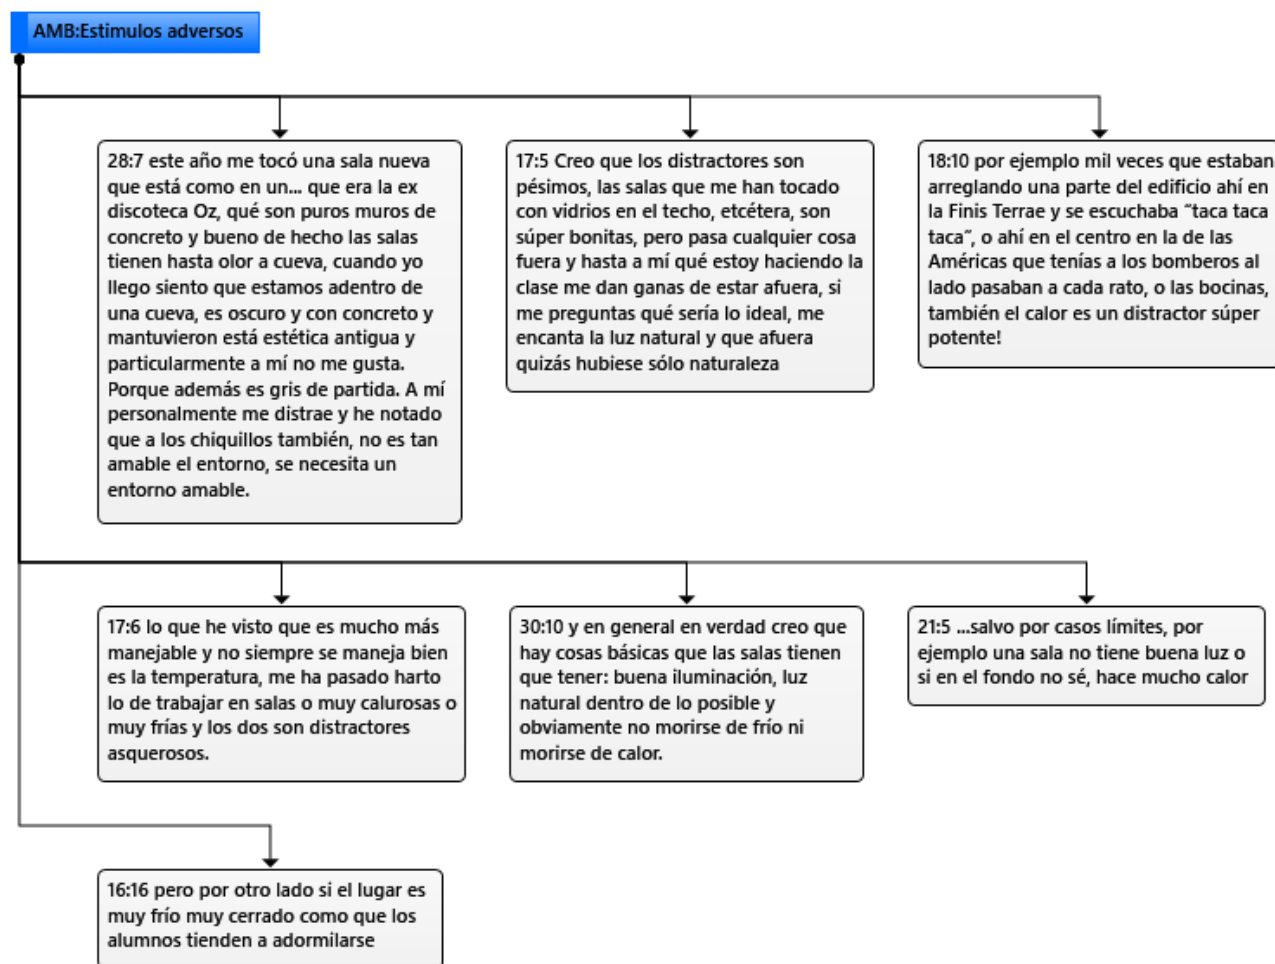 AMB:Estimulos adversos
28:7 este año me tocó una sala nueva
que está como en un... que era la ex
discoteca Oz, qué son puros muros de
concreto y bueno de hecho las salas
tienen hasta olor a cueva, cuando yo
llego siento que estamos adentro de
una cueva, es oscuro y con concreto y
mantuvieron está estética antigua y
particularmente a mí no me gusta.
Porque además es gris de partida. A mí
personalmente me distrae y he notado
que a los chiquillos también, no es tan
amable el entorno, se necesita un
entorno amable.
17:5 Creo que los distractores son
pésimos, las salas que me han tocado
con vidrios en el techo, etcétera, son
súper bonitas, pero pasa cualquier cosa
fuera y hasta a mí qué estoy haciendo la
clase me dan ganas de estar afuera, si
me preguntas qué sería lo ideal, me
encanta la luz natural y que afuera
quizás hubiese sólo naturaleza
18:10 por ejemplo mil veces que estaban
arreglando una parte del edificio ahí en
la Finis Terrae y se escuchaba ¨taca taca
taca¨, o ahí en el centro en la de las
Américas que tenías a los bomberos al
lado pasaban a cada rato, o las bocinas,
también el calor es un distractor súper
potente!
17:6 lo que he visto que es mucho más
manejable y no siempre se maneja bien
es la temperatura, me ha pasado harto
lo de trabajar en salas o muy calurosas o
muy frías y los dos son distractores
asquerosos.
30:10 y en general en verdad creo que
hay cosas básicas que las salas tienen
que tener: buena iluminación, luz
natural dentro de lo posible y
obviamente no morirse de frío ni
morirse de calor.
21:5 ...salvo por casos límites, por
ejemplo una sala no tiene buena luz o
si en el fondo no sé, hace mucho calor
16:16 pero por otro lado si el lugar es
muy frío muy cerrado como que los
alumnos tienden a adormilarse